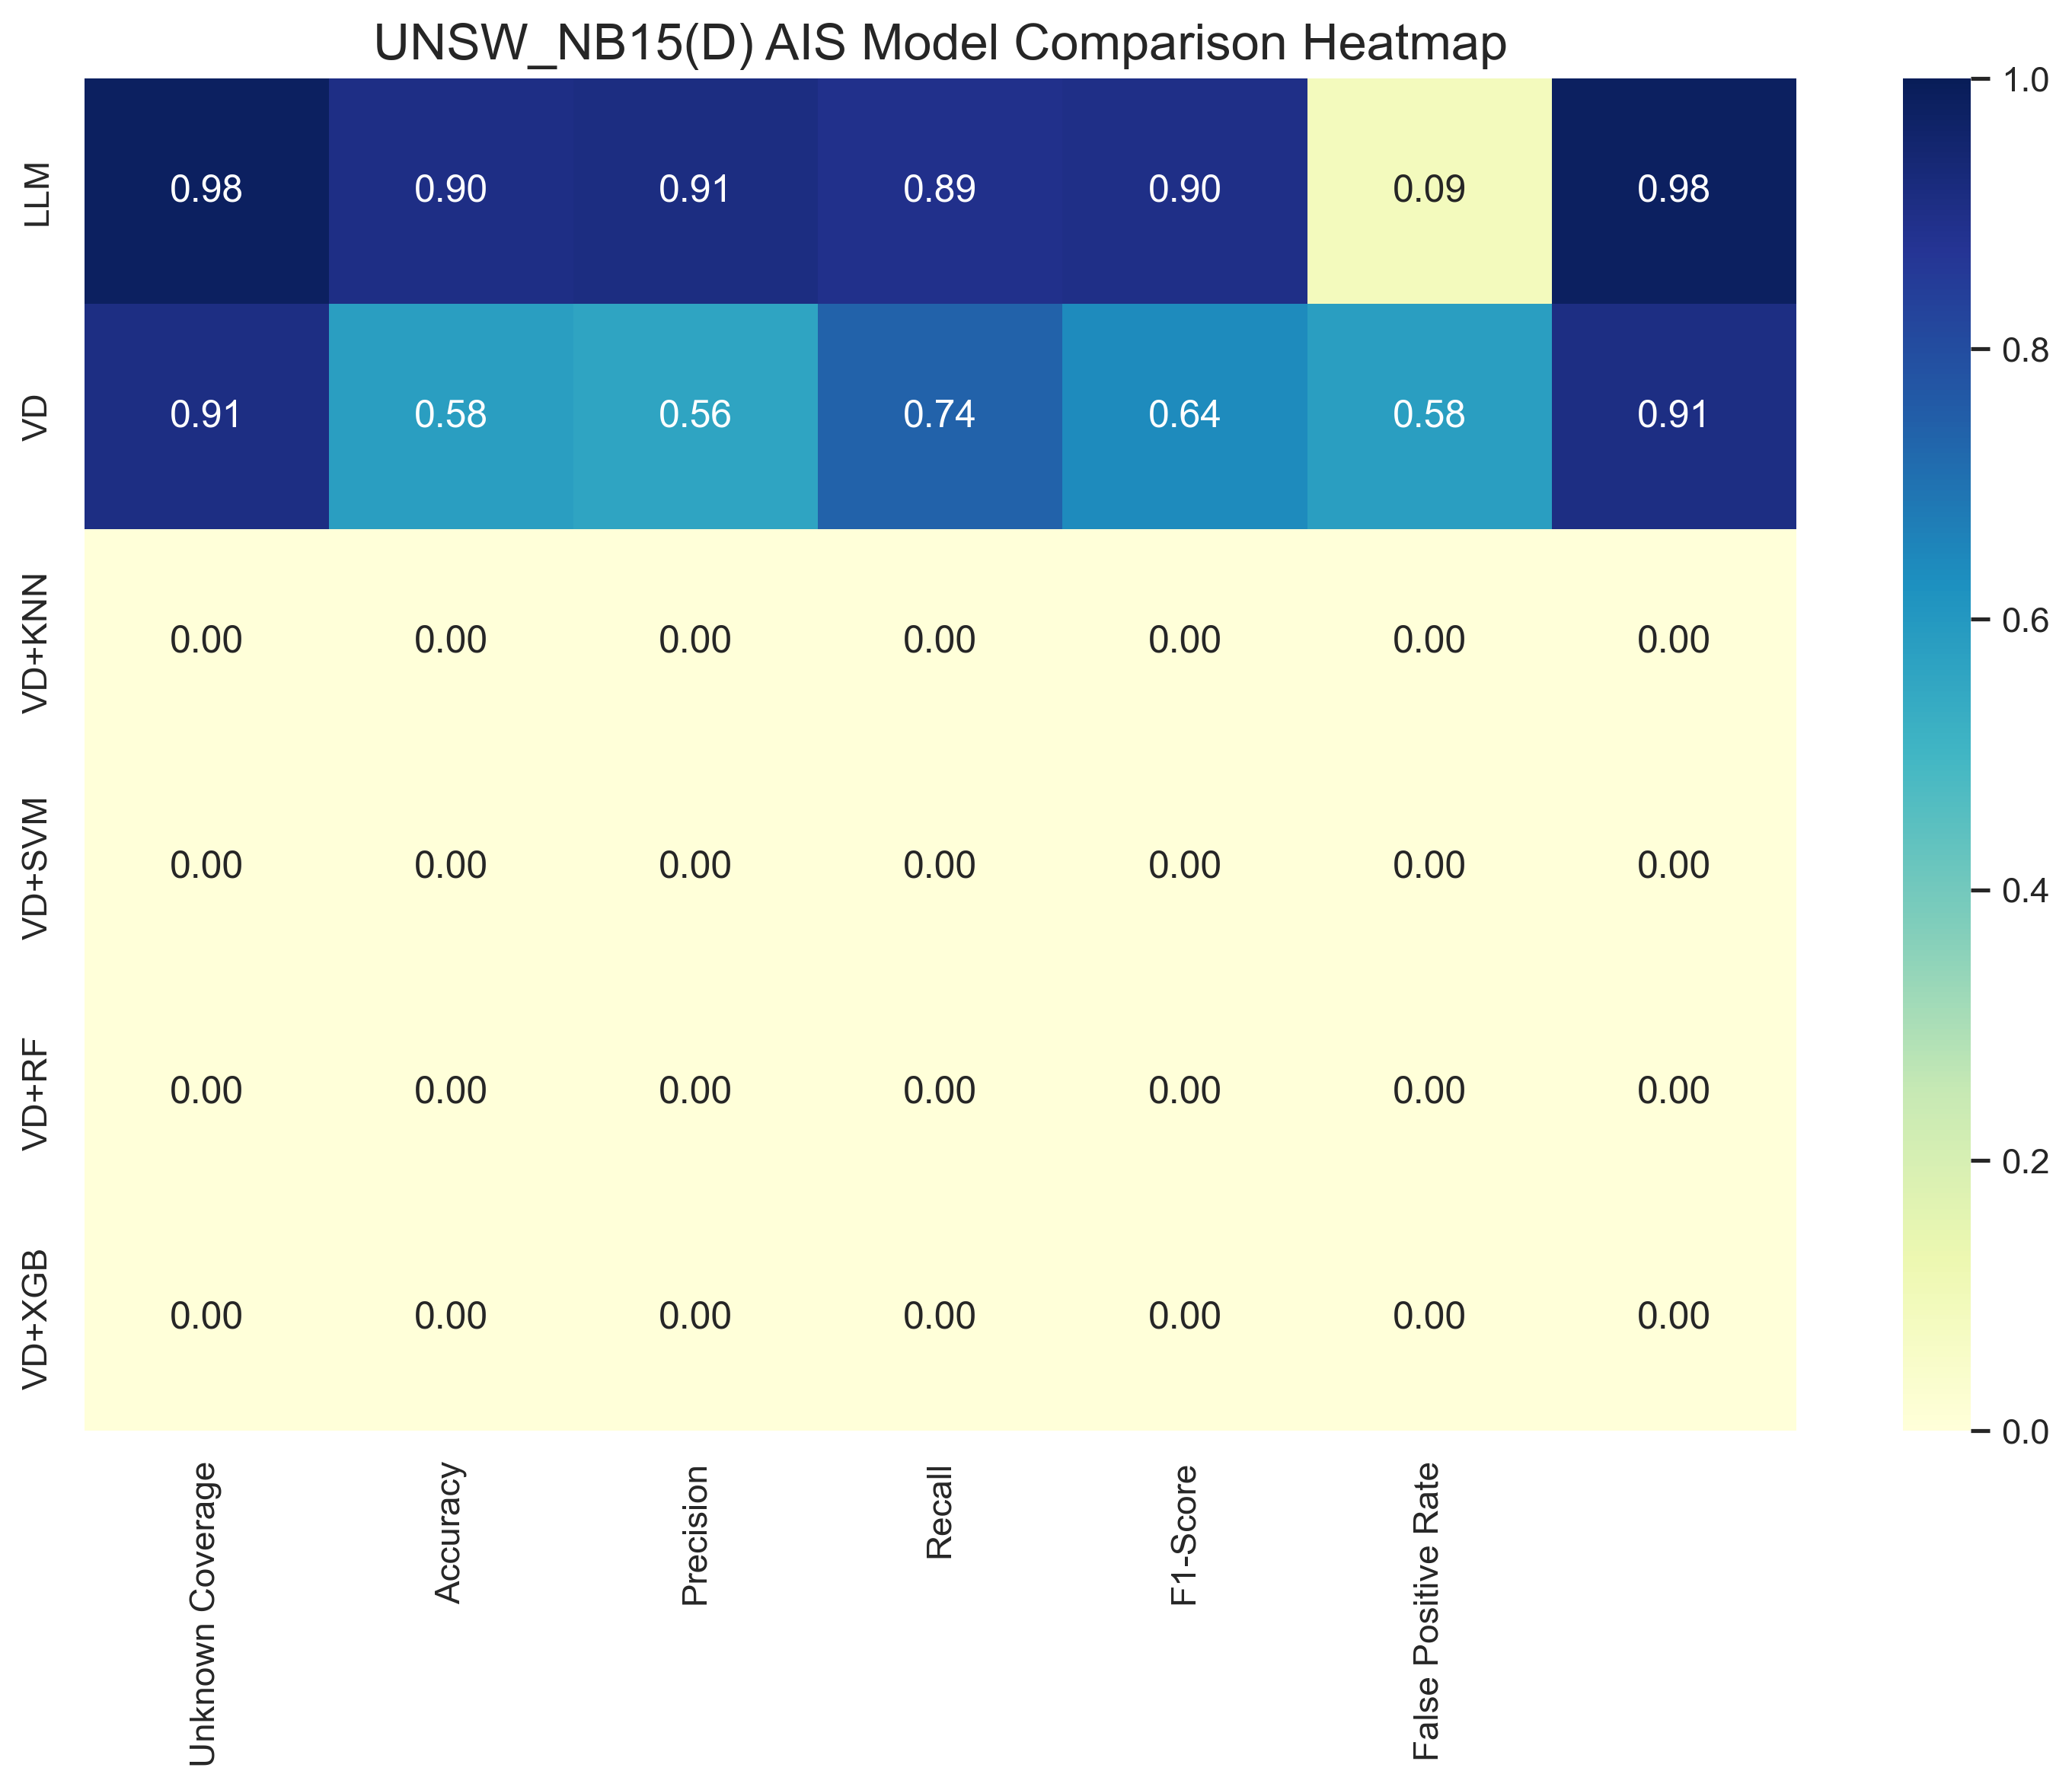 UNSW_NB15(D) AIS Model Comparison Heatmap
LLM 0.98 0.90 0.91 0.89 0.90 0.09 0.98
VD 0.91 0.58 0.56 0.74 0.64 0.58 0.91
VD+KNN 0.00 0.00 0.00 0.00 0.00 0.00 0.00
VD+SVM 0.00 0.00 0.00 0.00 0.00 0.00 0.00
VD+RF 0.00 0.00 0.00 0.00 0.00 0.00 0.00
VD+XGB 0.00 0.00 0.00 0.00 0.00 0.00 0.00
Unknown Coverage
Accuracy
Precision
Recall
F1-Score
False Positive Rate
1.0
0.8
0.6
0.4
0.2
0.0